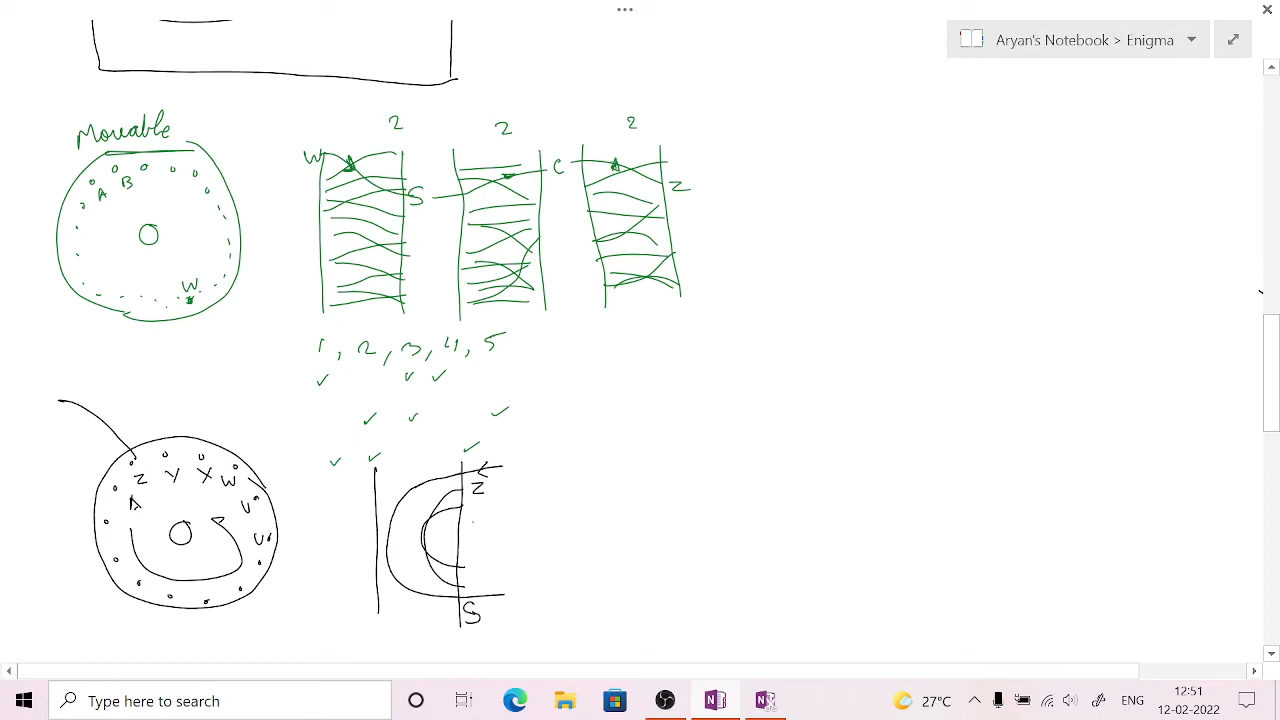 Aryan's Notebook > Enigma
Movable
2 2 2
W S C Z
A B
W
1, 2, 3, 4, 5
Z Y X W
A V
U
Z
S
Type here to search
27°C
ENG
12:51
12-02-2022